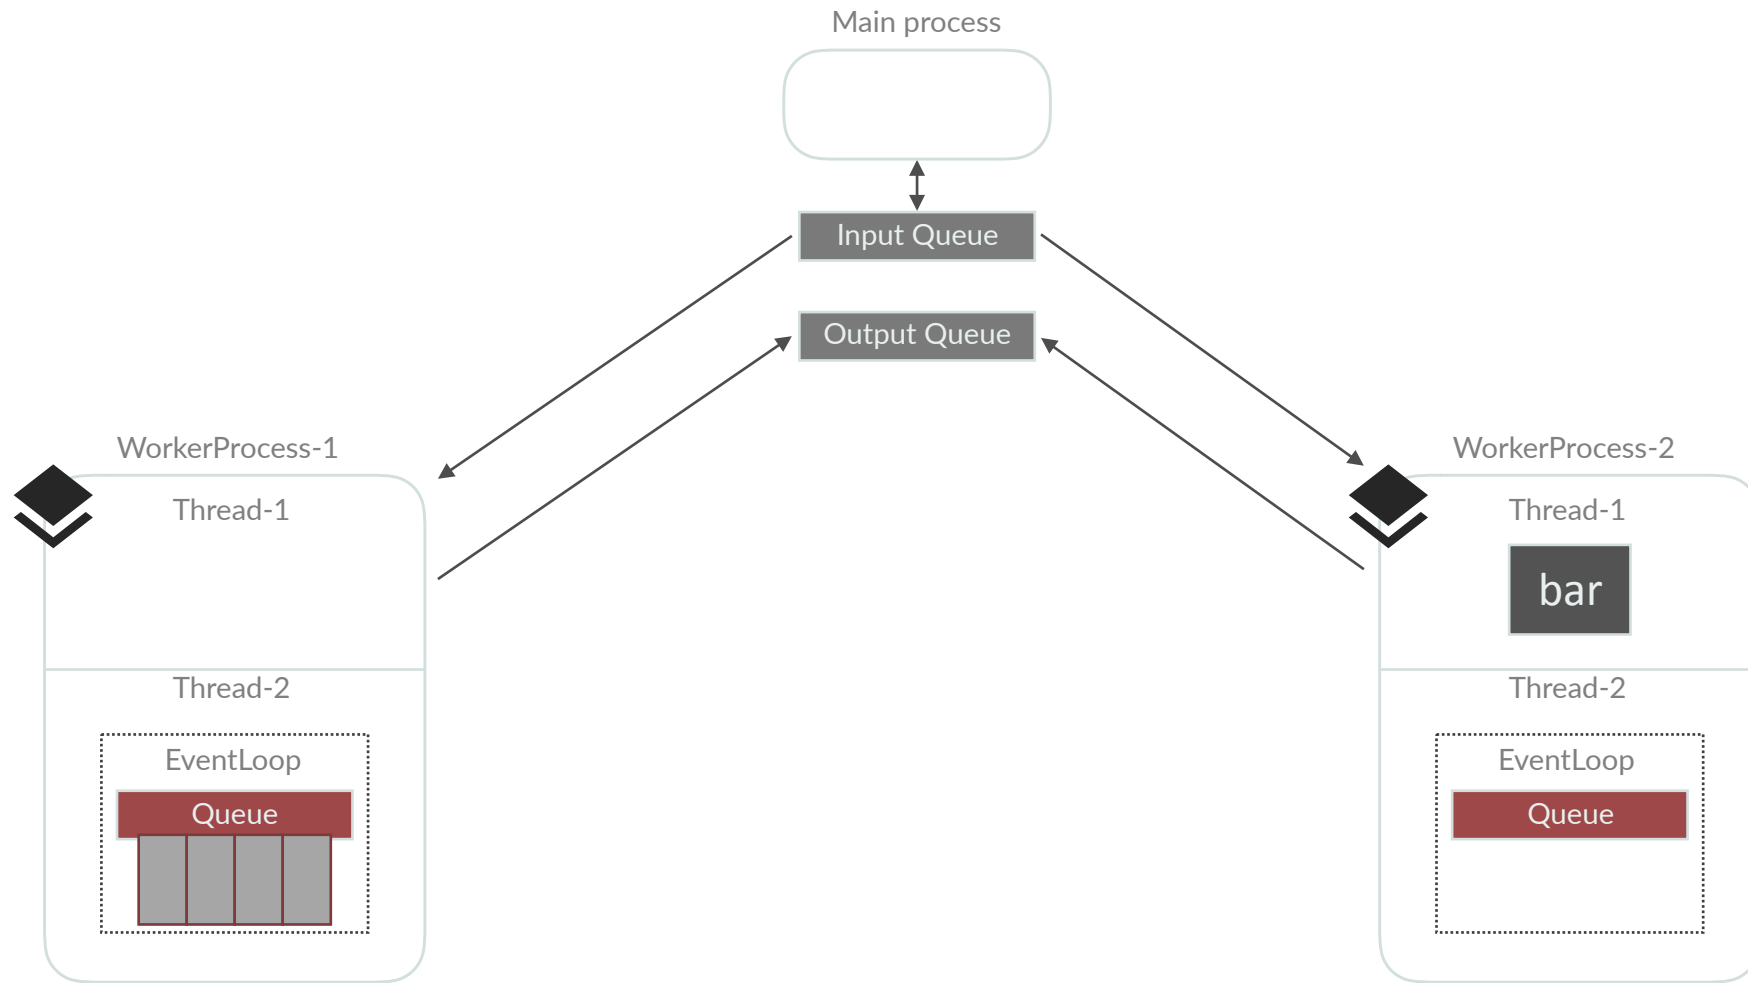 Main process
Input Queue
Output Queue
WorkerProcess-1
Thread-1
Thread-2
EventLoop
Queue
WorkerProcess-2
Thread-1
bar
Thread-2
EventLoop
Queue